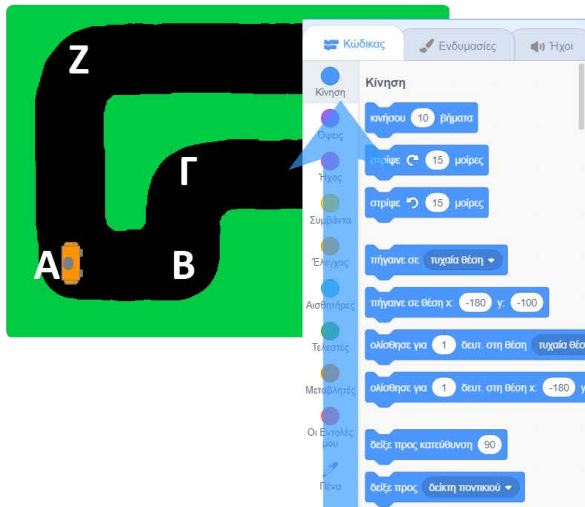 Ζ
Γ
Α
Β
Κώδικας
Ενδυμασίες
Ήχοι
Κίνηση
Όψεις
Ήχος
Συμβάντα
Έλεγχος
Αισθητήρες
Τελεστές
Μεταβλητές
Οι Εντολές
μου
Πένα
Κίνηση
κινήσου 10 βήματα
στρίψε 15 μοίρες
στρίψε 15 μοίρες
πήγαινε σε τυχαία θέση
πήγαινε σε θέση x: -180 y: -100
ολίσθησε για 1 δευτ. στη θέση τυχαία
ολίσθησε για 1 δευτ. στη θέση x: -180 y
δείξε προς κατεύθυνση 90
δείξε προς δείκτη ποντικιού